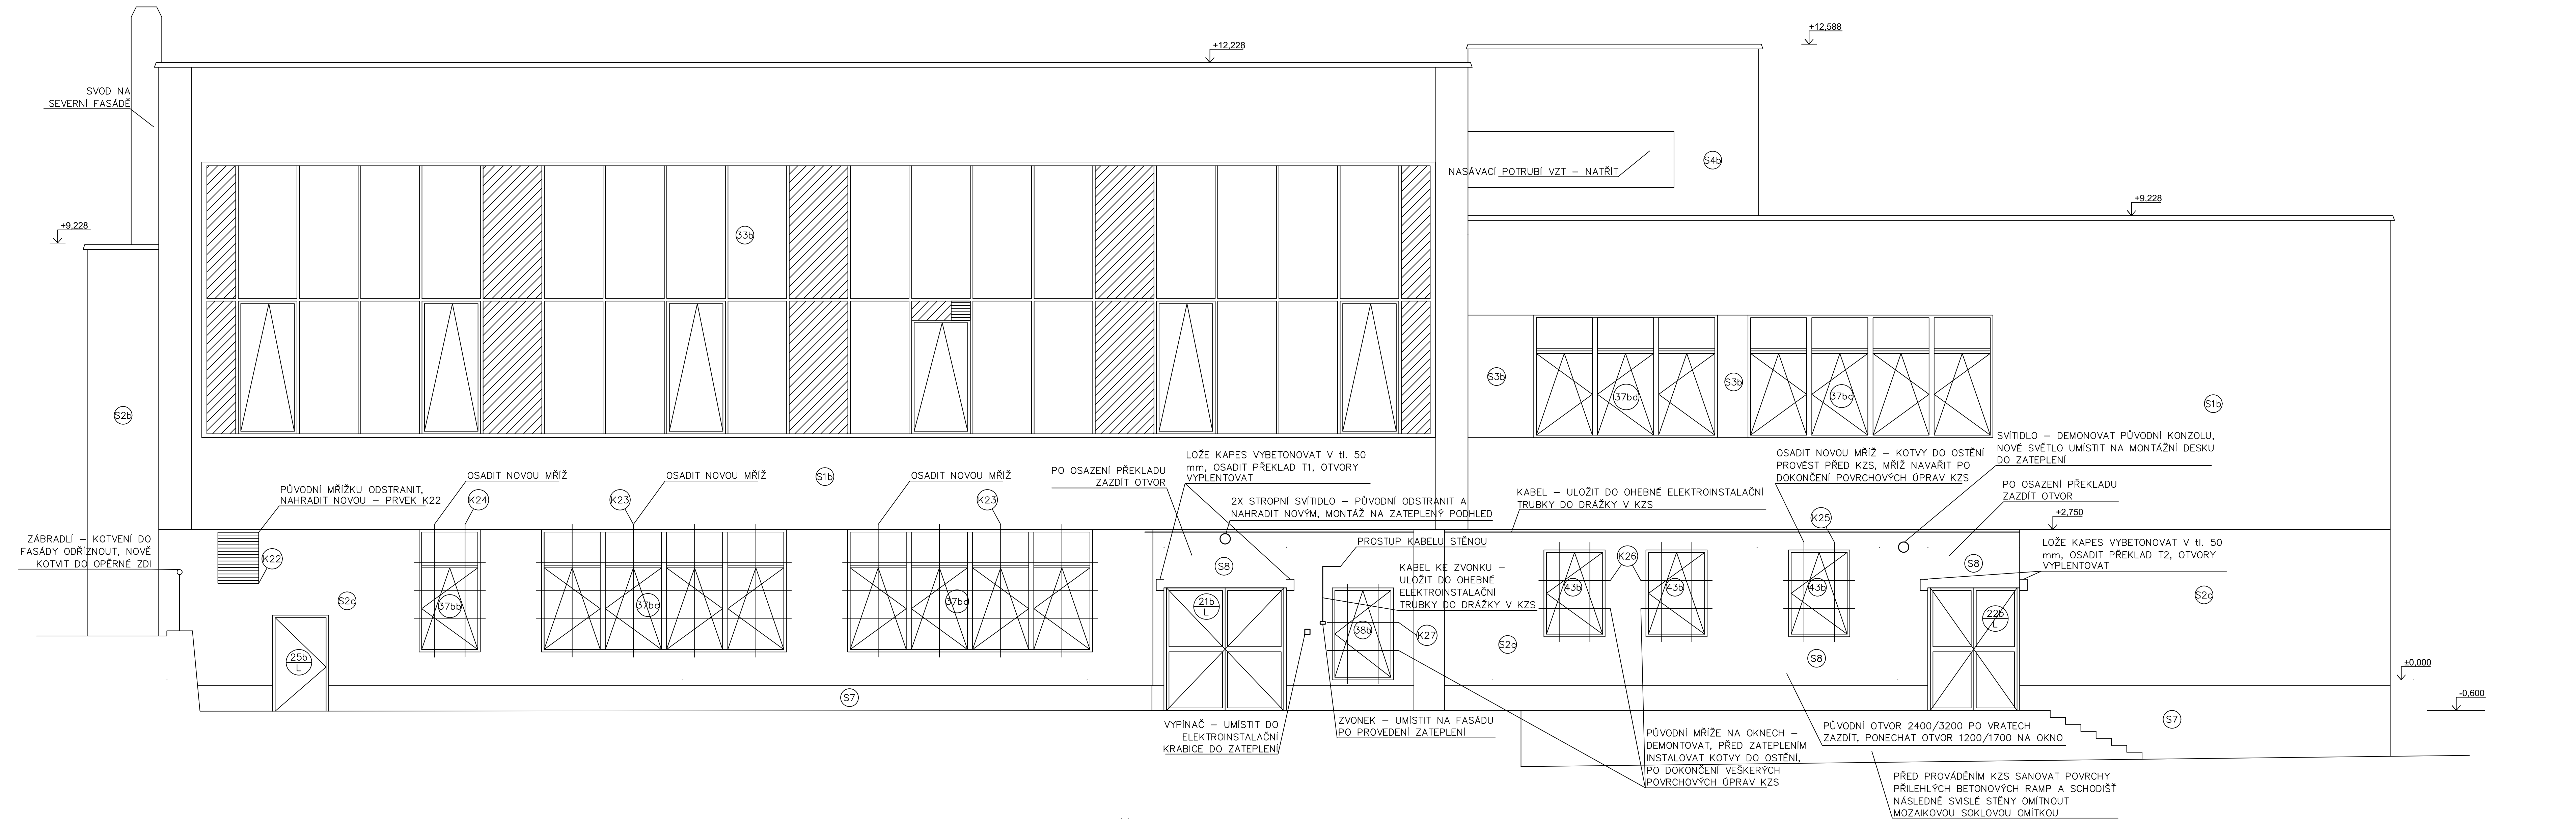 +12,588
+12,228
SVOD NA
SEVERNÍ FASÁDĚ
S4b
NASÁVACÍ POTRUBÍ VZT – NATŘÍT
+9,228
+9,228
33b
S2b
S3b
37bd
S3b
37bd
S1b
SVÍTIDLO – DEMONOVAT PŮVODNÍ KONZOLU,
NOVÉ SVĚTLO UMÍSTIT NA MONTÁŽNÍ DESKU
DO ZATEPLENÍ
OSADIT NOVOU MŘÍŽ – KOTVY DO OSTĚNÍ
PROVÉST PŘED KZS, MŘÍŽ NAVAŘIT PO
DOKONČENÍ POVRCHOVÝCH ÚPRAV KZS
LOŽE KAPES VYBETONOVAT V tl. 50
mm, OSADIT PŘEKLAD T1, OTVORY
VYPLENTOVAT
PO OSAZENÍ PŘEKLADU
ZAZDÍT OTVOR
OSADIT NOVOU MŘÍŽ
OSADIT NOVOU MŘÍŽ
OSADIT NOVOU MŘÍŽ
S1b
PŮVODNÍ MŘÍŽKU ODSTRANIT,
NAHRADIT NOVOU – PRVEK K22
K24
K23
K23
2X STROPNÍ SVÍTIDLO – PŮVODNÍ ODSTRANIT A
NAHRADIT NOVÝM, MONTÁŽ NA ZATEPLENÝ PODHLED
KABEL – ULOŽIT DO OHEBNÉ ELEKTROINSTALAČNÍ
TRUBKY DO DRÁŽKY V KZS
PO OSAZENÍ PŘEKLADU
ZAZDÍT OTVOR
+2,750
K25
ZÁBRADLÍ – KOTVENÍ DO
FASÁDY ODŘÍZNOUT, NOVĚ
KOTVIT DO OPĚRNÉ ZDI
K22
PROSTUP KABELU STĚNOU
K26
LOŽE KAPES VYBETONOVAT V tl. 50
mm, OSADIT PŘEKLAD T2, OTVORY
VYPLENTOVAT
S8
S8
KABEL KE ZVONKU –
ULOŽIT DO OHEBNÉ
ELEKTROINSTALAČNÍ
TRUBKY DO DRÁŽKY V KZS
43b
43b
43b
S2c
37bb
37bc
37bd
21b
L
38b
K27
S2c
22b
L
S2c
25b
L
S8
±0,000
-0,600
S7
S7
VYPÍNAČ – UMÍSTIT DO
ELEKTROINSTALAČNÍ
KRABICE DO ZATEPLENÍ
ZVONEK – UMÍSTIT NA FASÁDU
PO PROVEDENÍ ZATEPLENÍ
PŮVODNÍ MŘÍŽE NA OKNECH –
DEMONTOVAT, PŘED ZATEPLENÍM
INSTALOVAT KOTVY DO OSTĚNÍ,
PO DOKONČENÍ VEŠKERÝCH
POVRCHOVÝCH ÚPRAV KZS
PŮVODNÍ OTVOR 2400/3200 PO VRATECH
ZAZDÍT, PONECHAT OTVOR 1200/1700 NA OKNO
PŘED PROVÁDĚNÍM KZS SANOVAT POVRCHY
PŘILEHLÝCH BETONOVÝCH RAMP A SCHODIŠŤ
NÁSLEDNĚ SVISLÉ STĚNY OMÍTNOUT
MOZAIKOVOU SOKLOVOU OMÍTKOU